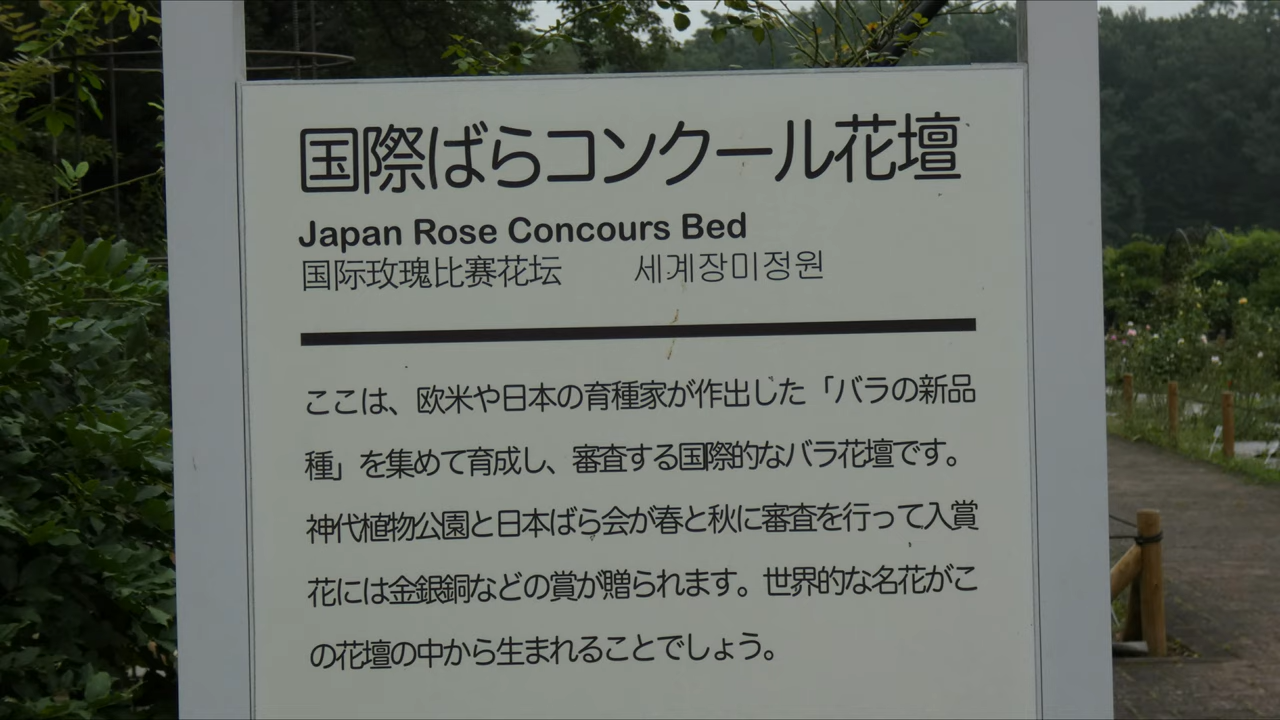 国際ばらコンクール花壇
Japan Rose Concours Bed
国际玫瑰比赛花坛 세계장미정원
ここは、欧米や日本の育種家が作出した「バラの新品
種」を集めて育成し、審査する国際的なバラ花壇です。
神代植物公園と日本ばら会が春と秋に審査を行って入賞
花には金銀銅などの賞が贈られます。世界的な名花がこ
の花壇の中から生まれることでしょう。